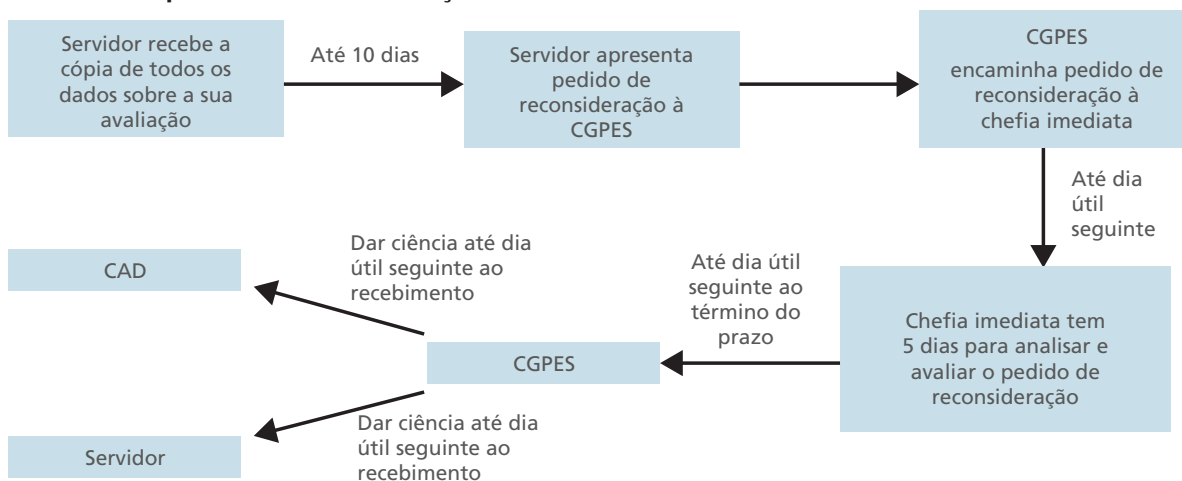 Servidor recebe a
cópia de todos os
dados sobre a sua
avaliação
Até 10 dias
Servidor apresenta
pedido de
reconsideração à
CGPES
CGPES
encaminha pedido de
reconsideração à
chefia imediata
Até dia
útil
seguinte
Chefia imediata tem
5 dias para analisar e
avaliar o pedido de
reconsideração
Até dia útil
seguinte ao
término do
prazo
CGPES
Dar ciência até dia
útil seguinte ao
recebimento
CAD
Dar ciência até dia
útil seguinte ao
recebimento
Servidor